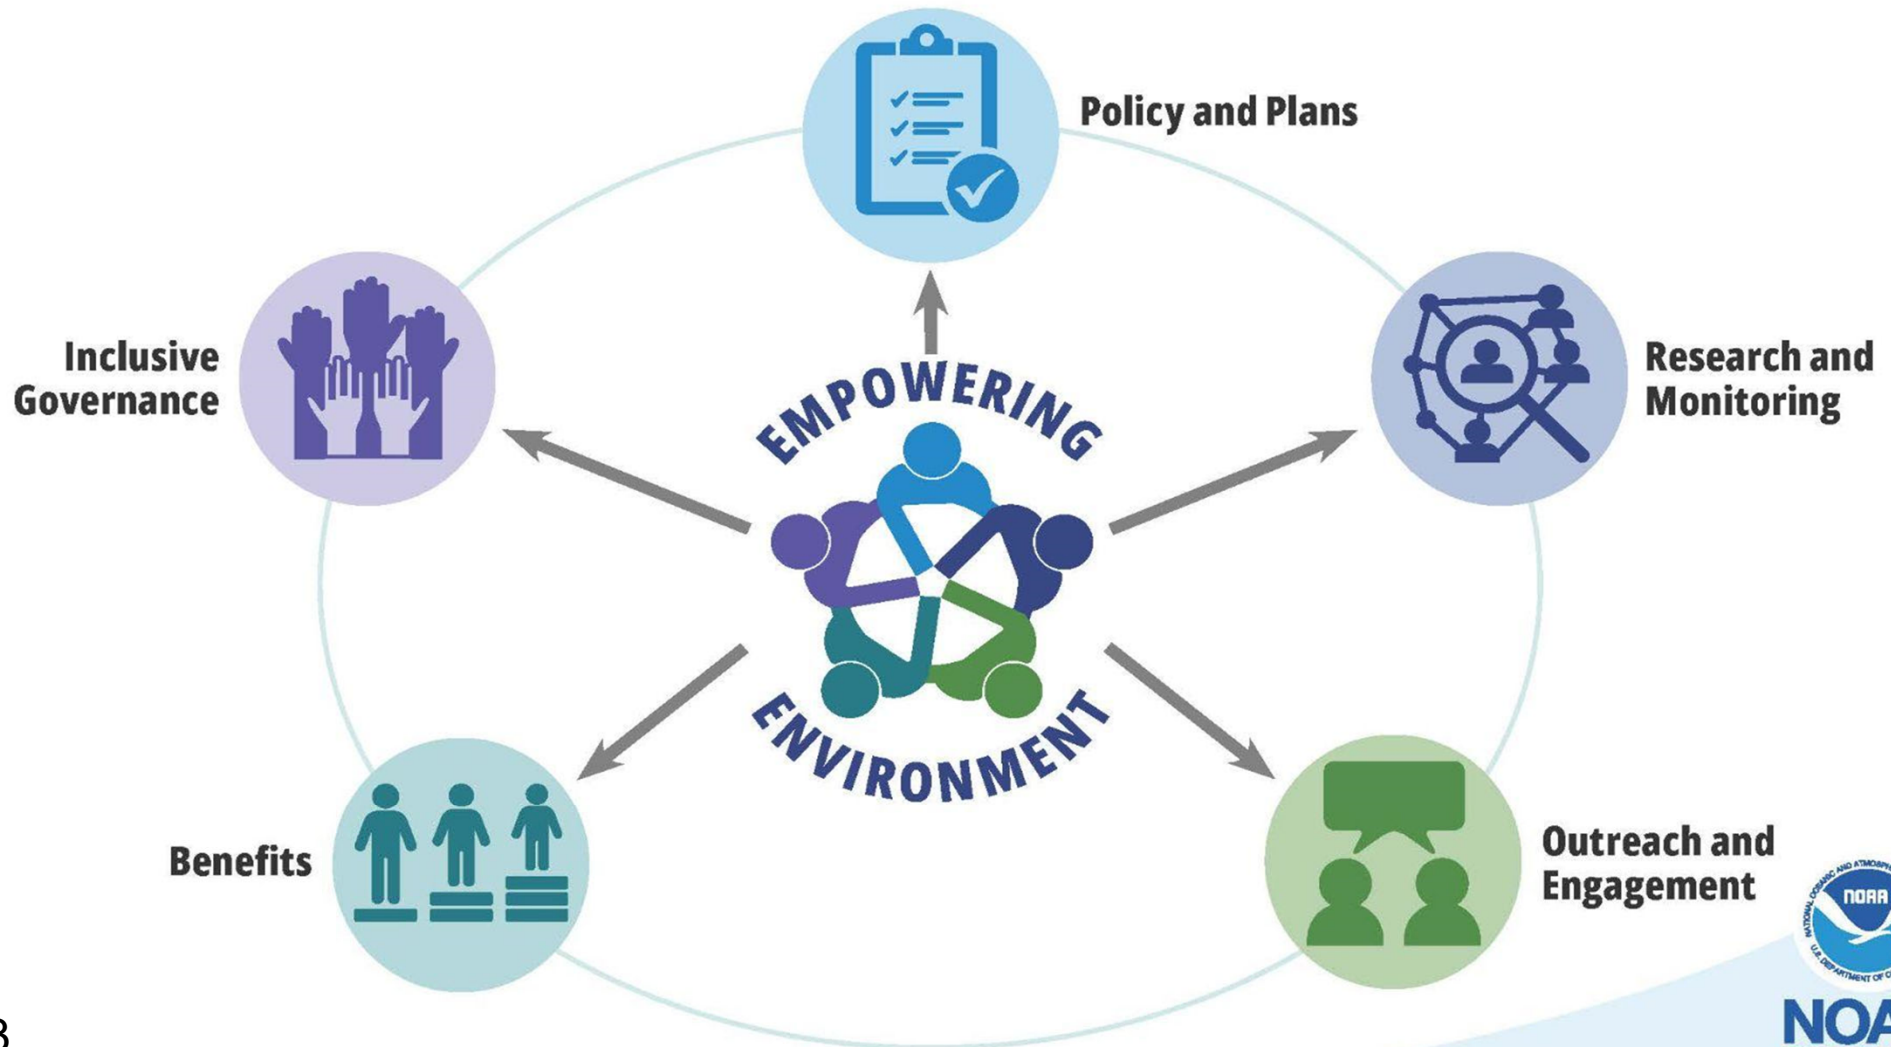 Policy and Plans
Inclusive
Governance
Research and
Monitoring
EMPOWERING
ENVIRONMENT
Benefits
Outreach and
Engagement
NOAA